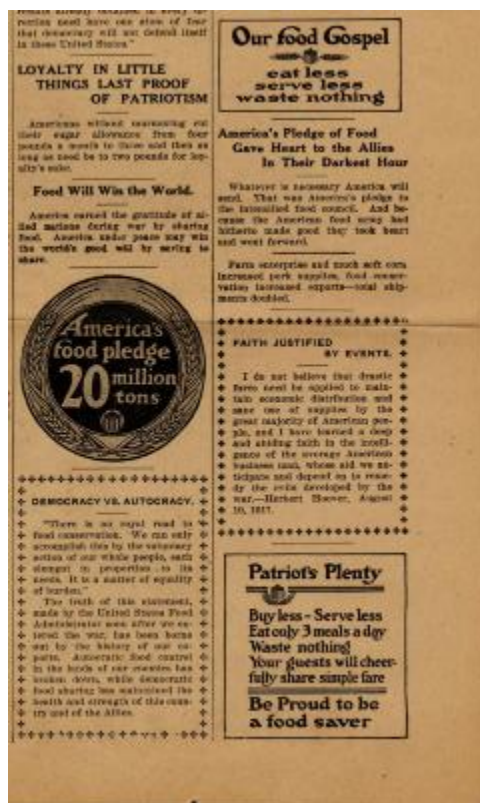 rection need have one atom of fear
that democracy will not defend itself
in these United States."
LOYALTY IN LITTLE
THINGS LAST PROOF
OF PATRIOTISM
Americans without murmuring cut
their sugar allowance from four
pounds a month to three and then as
long as need be to two pounds for loy-
alty's sake.
Food Will Win the World.
America earned the gratitude of al-
lied nations during war by sharing
food. America under peace may win
the world's good will by saving to
share.
America's
food pledge
20 million
tons
DEMOCRACY VS. AUTOCRACY.
"There is no royal road to
food conservation. We can only
accomplish this by the voluntary
action of our whole people, each
element in proportion to its
needs. It is a matter of equality
of burden."
The truth of this statement,
made by the United States Food
Administrator soon after we en-
tered the war, has been borne
out by the history of our ex-
ports. Autocratic food control
in the lands of our enemies has
broken down, while democratic
food sharing has maintained the
health and strength of this coun-
try and of the Allies.
Our food Gospel
eat less
serve less
waste nothing
America's Pledge of Food
Gave Heart to the Allies
In Their Darkest Hour
Whatever is necessary America will
send. That was America's pledge to
the interallied food council. And be-
cause the American food army had
hitherto made good they took heart
and went forward.
Farm enterprise and much soft corn
increased pork supplies, food conser-
vation increased exports—total ship-
ments doubled.
FAITH JUSTIFIED
BY EVENTS.
I do not believe that drastic
force need be applied to main-
tain economic distribution and
sane use of supplies by the
great majority of American peo-
ple, and I have learned a deep
and abiding faith in the intelli-
gence of the average American
business man, whose aid we an-
ticipate and depend on to reme-
dy the evils developed by the
war.—Herbert Hoover, August
10, 1917.
Patriot's Plenty
Buy less - Serve less
Eat only 3 meals a day
Waste nothing
Your guests will cheer-
fully share simple fare
Be Proud to be
a food saver